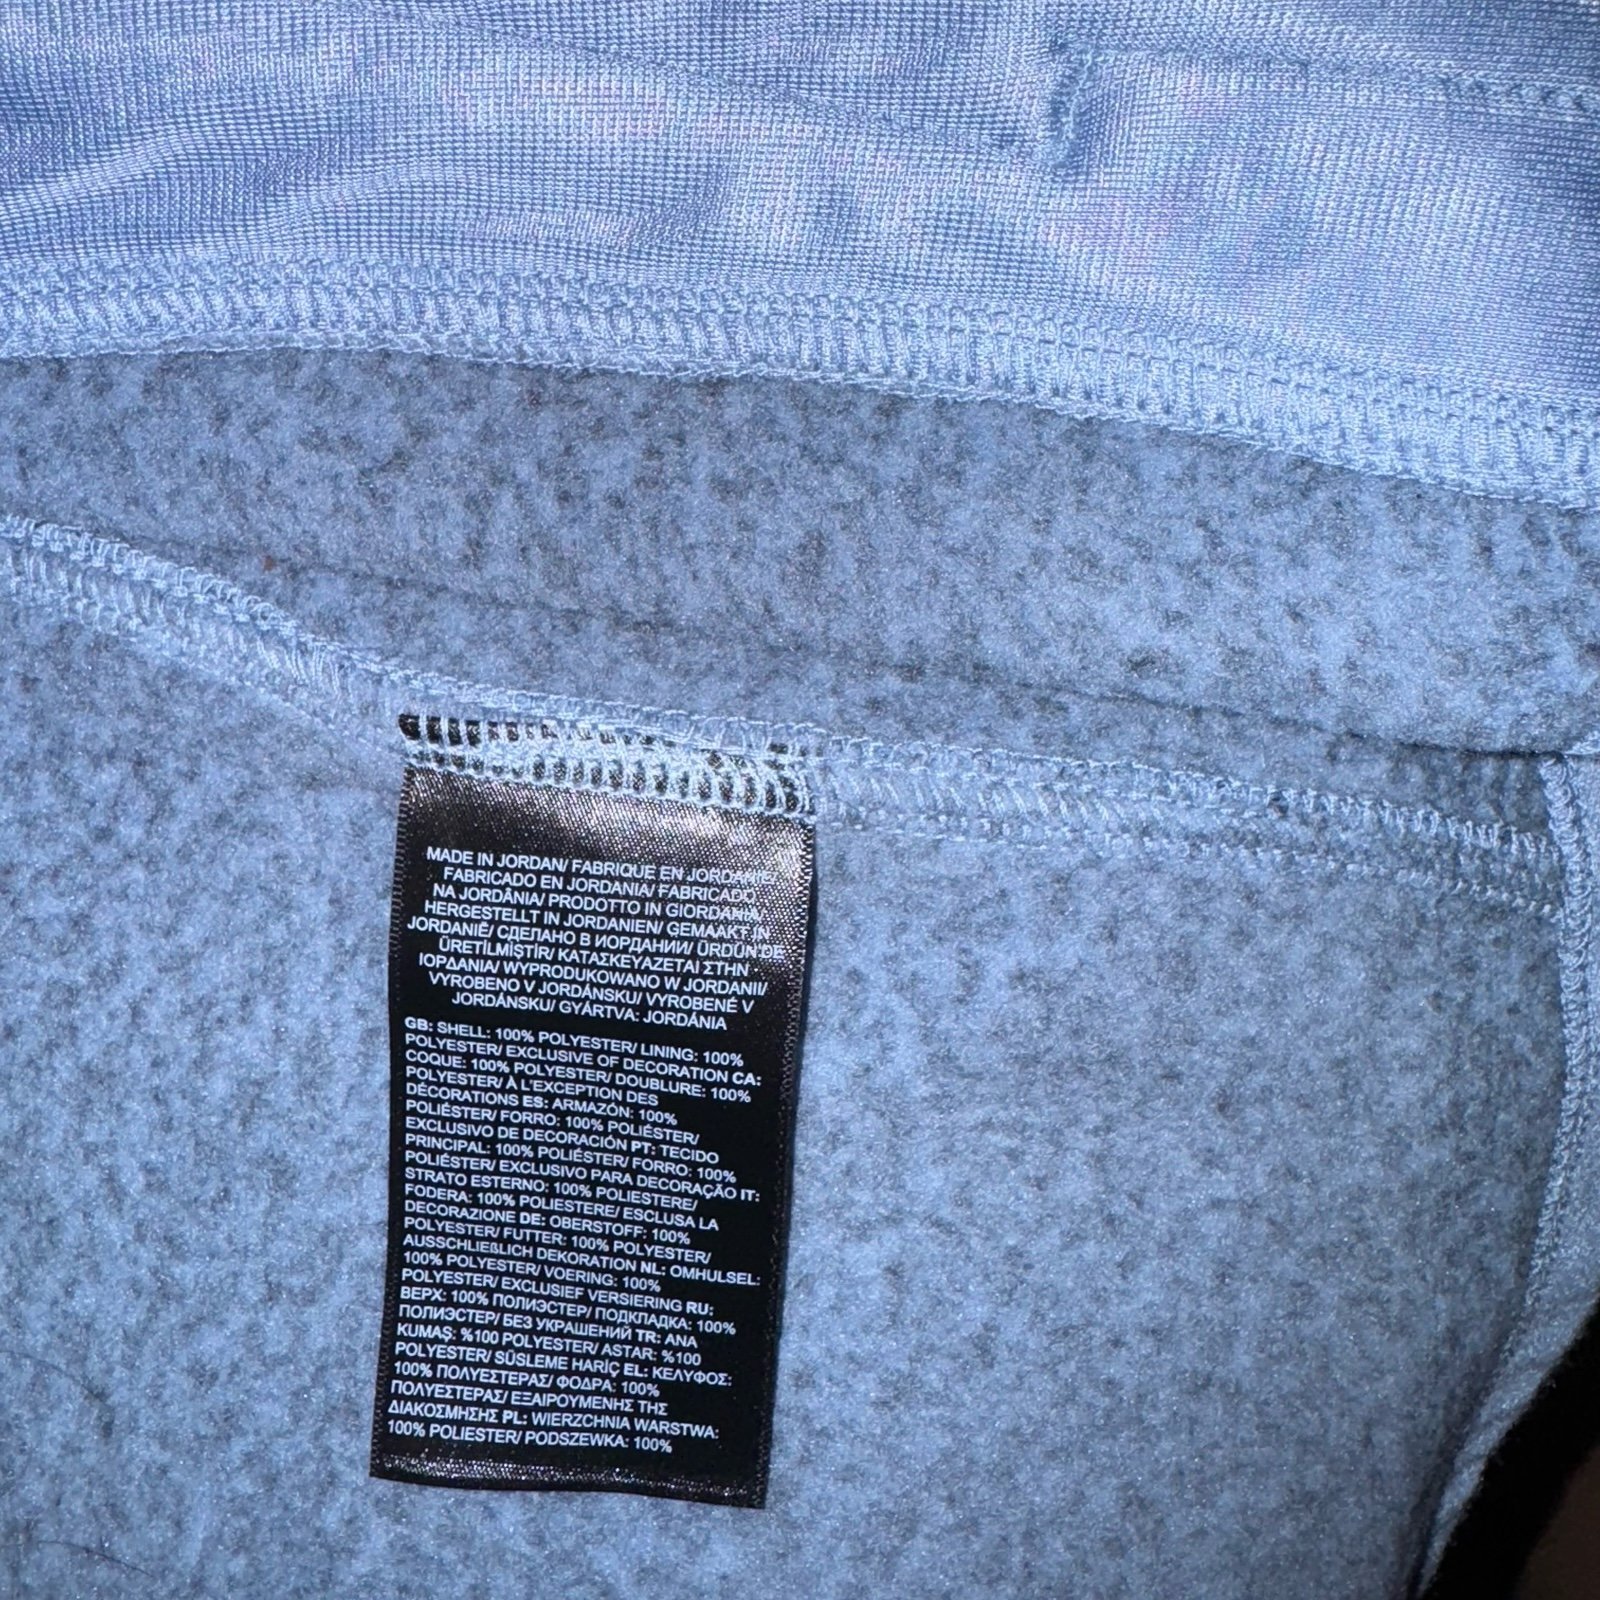 MADE IN JORDAN/ FABRIQUE EN JORDANIE/
FABRICADO EN JORDANIA/ FABRICADO
NA JORDÂNIA/ PRODOTTO IN GIORDANIA/
HERGESTELLT IN JORDANIEN/ GEMAAKT IN
JORDANIË/ СДЕЛАНО В ИОРДАНИИ/ ÜRDÜN'DE
ÜRETİLMİŞTİR/ ΚΑΤΑΣΚΕΥΑΖΕΤΑΙ ΣΤΗΝ
ΙΟΡΔΑΝΙΑ/ WYPRODUKOWANO W JORDANII/
VYROBENO V JORDÁNSKU/ VYROBENÉ V
JORDÁNSKU/ GYÁRTVA: JORDÁNIA
GB: SHELL: 100% POLYESTER/ LINING: 100%
POLYESTER/ EXCLUSIVE OF DECORATION CA:
COQUE: 100% POLYESTER/ DOUBLURE: 100%
POLYESTER/ À L'EXCEPTION DES
DÉCORATIONS ES: ARMAZÓN: 100%
POLIÉSTER/ FORRO: 100% POLIÉSTER/
EXCLUSIVO DE DECORACIÓN PT: TECIDO
PRINCIPAL: 100% POLIÉSTER/ FORRO: 100%
POLIÉSTER/ EXCLUSIVO PARA DECORAÇÃO IT:
STRATO ESTERNO: 100% POLIESTERE/
FODERA: 100% POLIESTERE/ ESCLUSA LA
DECORAZIONE DE: OBERSTOFF: 100%
POLYESTER/ FUTTER: 100% POLYESTER/
AUSSCHLIEßLICH DEKORATION NL: OMHULSEL:
100% POLYESTER/ VOERING: 100%
POLYESTER/ EXCLUSIEF VERSIERING RU:
ВЕРХ: 100% ПОЛИЭСТЕР/ ПОДКЛАДКА: 100%
ПОЛИЭСТЕР/ БЕЗ УКРАШЕНИЙ TR: ANA
KUMAŞ: %100 POLYESTER/ ASTAR: %100
POLYESTER/ SÜSLEME HARİÇ EL: ΚΕΛΥΦΟΣ:
100% ΠΟΛΥΕΣΤΕΡΑΣ/ ΦΟΔΡΑ: 100%
ΠΟΛΥΕΣΤΕΡΑΣ/ ΕΞΑΙΡΟΥΜΕΝΗΣ ΤΗΣ
ΔΙΑΚΟΣΜΗΣΗΣ PL: WIERZCHNIA WARSTWA:
100% POLIESTER/ PODSZEWKA: 100%